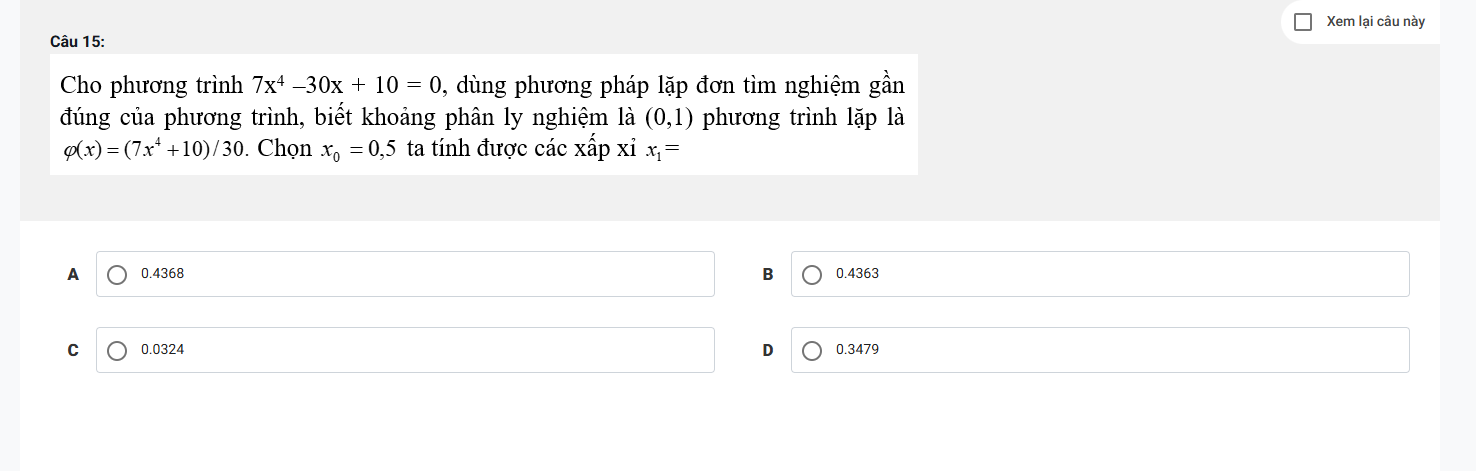 Xem lại câu này
Câu 15:
Cho phương trình 7x⁴ –30x + 10 = 0, dùng phương pháp lặp đơn tìm nghiệm gần
đúng của phương trình, biết khoảng phân ly nghiệm là (0,1) phương trình lặp là
φ(x) = (7x⁴ +10)/30. Chọn x₀ = 0,5 ta tính được các xấp xỉ x₁=
A 0.4368
B 0.4363
C 0.0324
D 0.3479